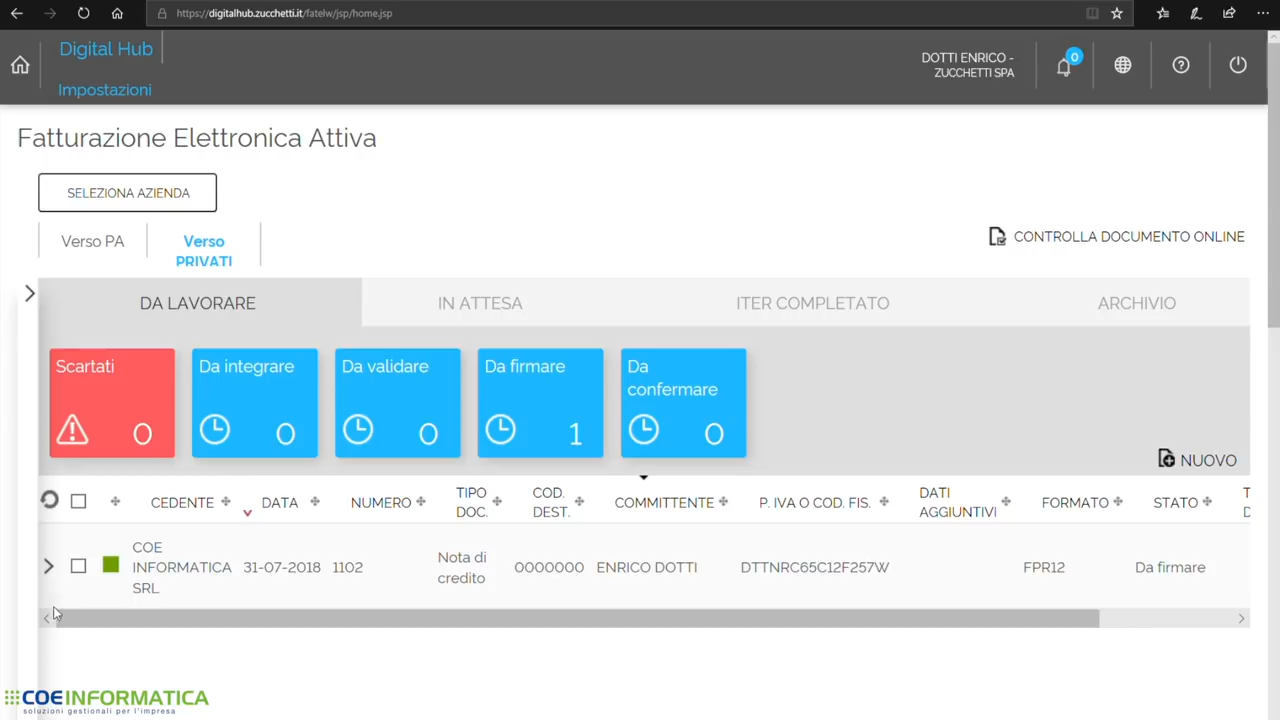 https://digitalhub.zucchetti.it/fatelw/jsp/home.jsp
Digital Hub
Impostazioni
DOTTI ENRICO -
ZUCCHETTI SPA
0
Fatturazione Elettronica Attiva
SELEZIONA AZIENDA
Verso PA
Verso
PRIVATI
CONTROLLA DOCUMENTO ONLINE
DA LAVORARE
IN ATTESA
ITER COMPLETATO
ARCHIVIO
Scartati
0
Da integrare
0
Da validare
0
Da firmare
1
Da
confermare
0
NUOVO
CEDENTE
DATA
NUMERO
TIPO
DOC.
COD.
DEST.
COMMITTENTE
P. IVA O COD. FIS.
DATI
AGGIUNTIVI
FORMATO
STATO
T
D
COE
INFORMATICA
SRL
31-07-2018
1102
Nota di
credito
0000000
ENRICO DOTTI
DTTNRC65C12F257W
FPR12
Da firmare
COEINFORMATICA
soluzioni gestionali per l'impresa